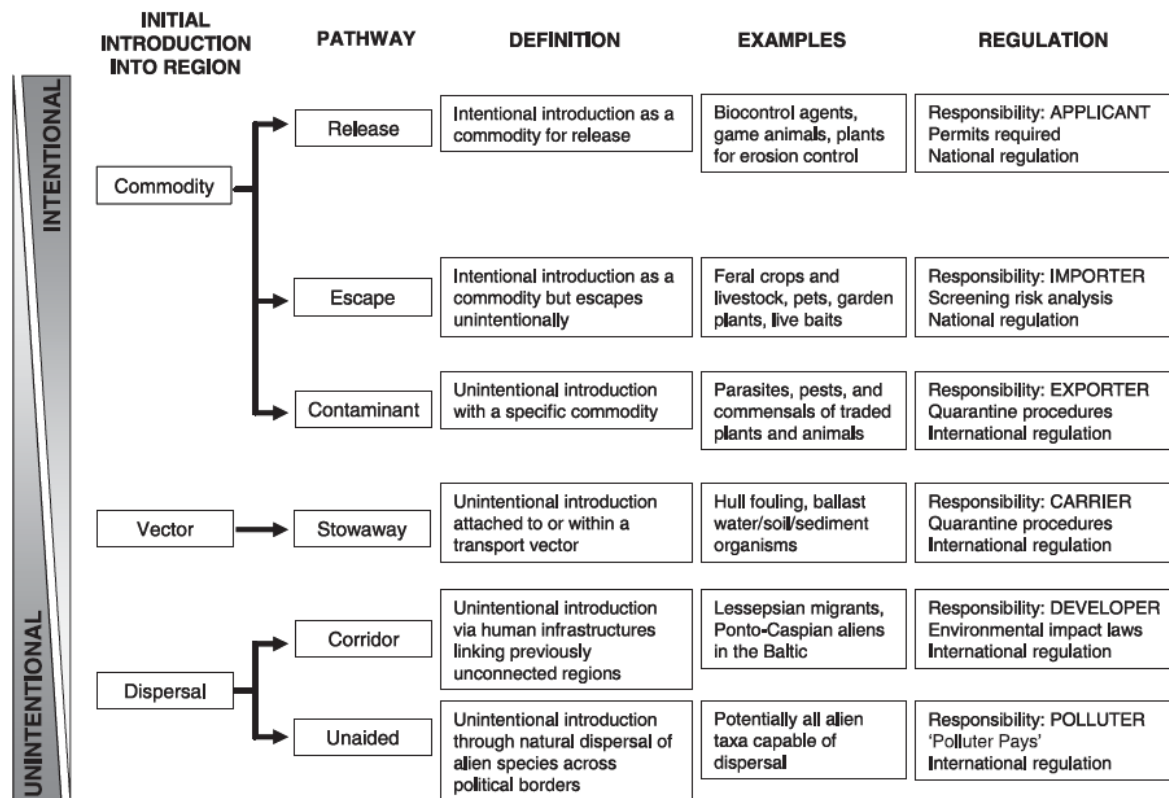 INITIAL
INTRODUCTION
INTO REGION
PATHWAY
DEFINITION
EXAMPLES
REGULATION
INTENTIONAL
UNINTENTIONAL
Commodity
Release
Intentional introduction as a
commodity for release
Biocontrol agents,
game animals, plants
for erosion control
Responsibility: APPLICANT
Permits required
National regulation
Escape
Intentional introduction as a
commodity but escapes
unintentionally
Feral crops and
livestock, pets, garden
plants, live baits
Responsibility: IMPORTER
Screening risk analysis
National regulation
Contaminant
Unintentional introduction
with a specific commodity
Parasites, pests, and
commensals of traded
plants and animals
Responsibility: EXPORTER
Quarantine procedures
International regulation
Vector
Stowaway
Unintentional introduction
attached to or within a
transport vector
Hull fouling, ballast
water/soil/sediment
organisms
Responsibility: CARRIER
Quarantine procedures
International regulation
Dispersal
Corridor
Unintentional introduction
via human infrastructures
linking previously
unconnected regions
Lessepsian migrants,
Ponto-Caspian aliens
in the Baltic
Responsibility: DEVELOPER
Environmental impact laws
International regulation
Unaided
Unintentional introduction
through natural dispersal of
alien species across
political borders
Potentially all alien
taxa capable of
dispersal
Responsibility: POLLUTER
‘Polluter Pays’
International regulation